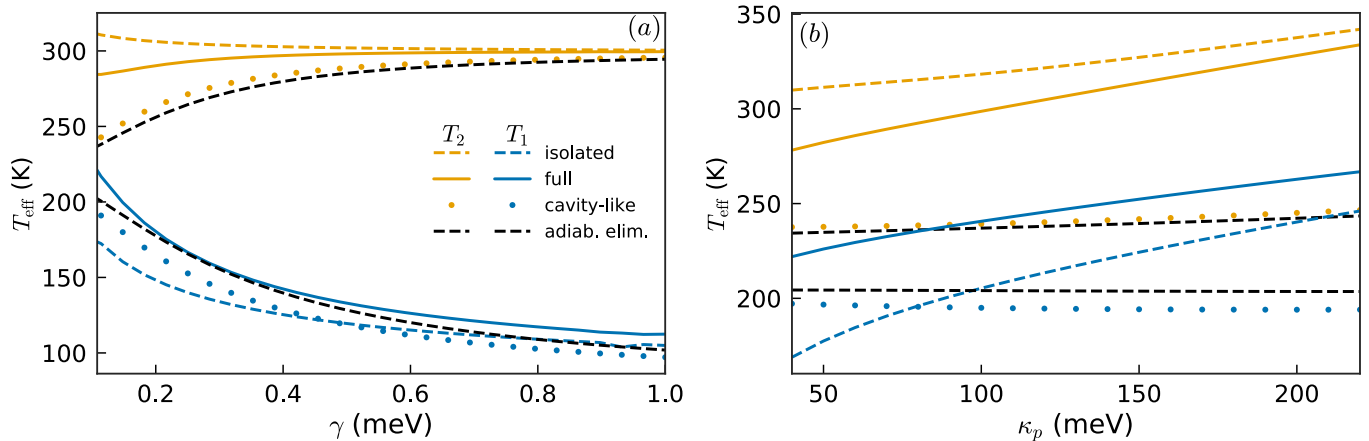 (a)
T_eff (K)
300
250
200
150
100
0.2 0.4 0.6 0.8 1.0
γ (meV)
T_2 T_1
isolated
full
cavity-like
adiab. elim.
(b)
T_eff (K)
350
300
250
200
50 100 150 200
κ_p (meV)